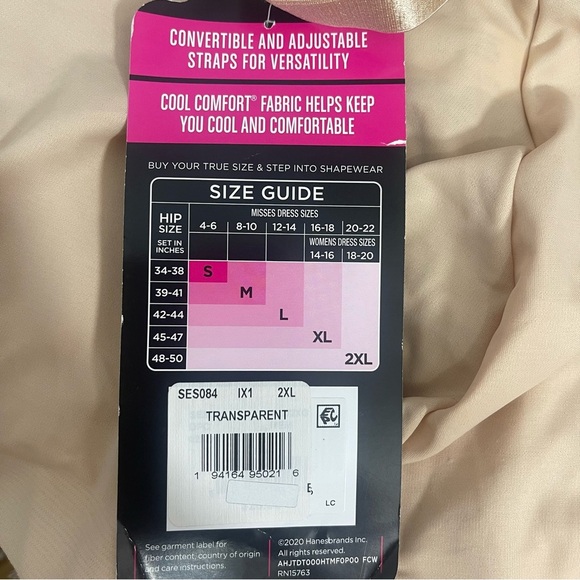 CONVERTIBLE AND ADJUSTABLE
STRAPS FOR VERSATILITY
COOL COMFORT® FABRIC HELPS KEEP
YOU COOL AND COMFORTABLE
BUY YOUR TRUE SIZE & STEP INTO SHAPEWEAR
SIZE GUIDE
HIP SIZE SET IN INCHES
MISSES DRESS SIZES
4-6 8-10 12-14 16-18 20-22
WOMENS DRESS SIZES
14-16 18-20
34-38 S
39-41 M
42-44 L
45-47 XL
48-50 2XL
SES084 IX1 2XL
TRANSPARENT
1 94164 95021 6
E,
LC
See garment label for
fiber content, country of origin
and care instructions.
©2020 Hanesbrands Inc.
All rights reserved.
AHJTDT000HTMF0P00 FCW
RN15763